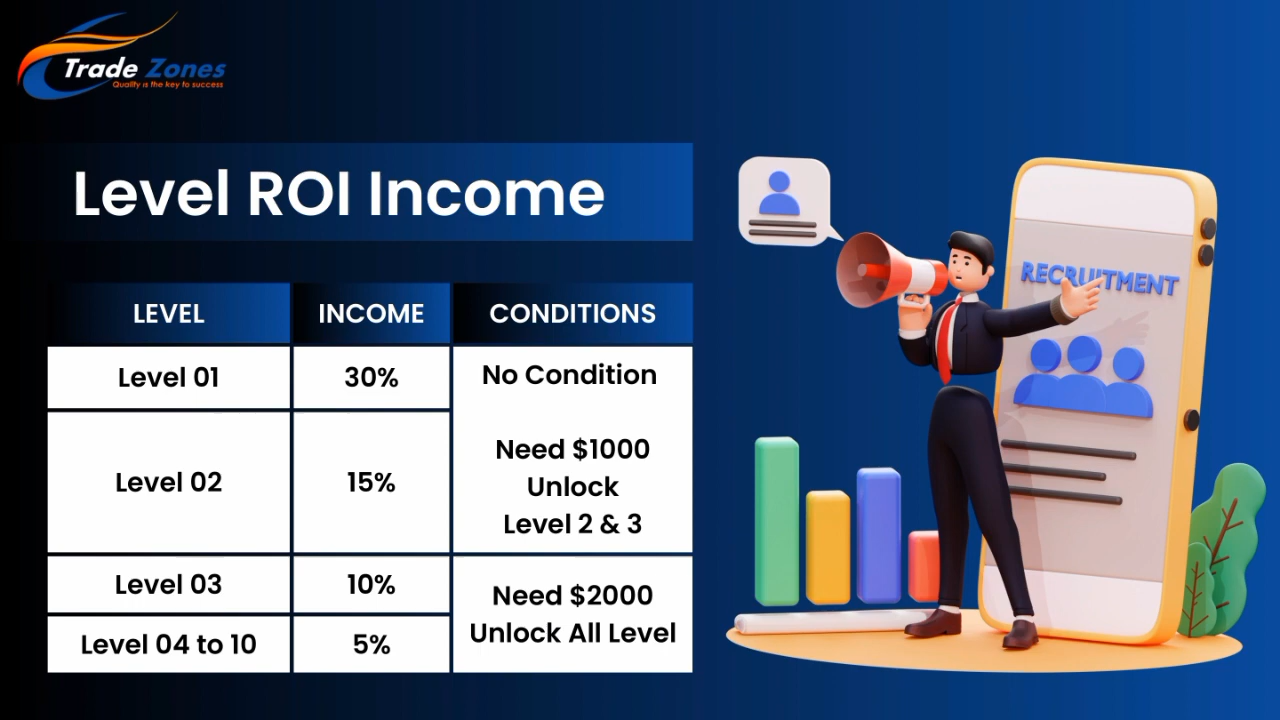 Trade Zones
Quality is the key to success
Level ROI Income
LEVEL INCOME CONDITIONS
Level 01 30% No Condition
Level 02 15% Need $1000
Unlock
Level 2 & 3
Level 03 10% Need $2000
Unlock All Level
Level 04 to 10 5%
RECRUITMENT